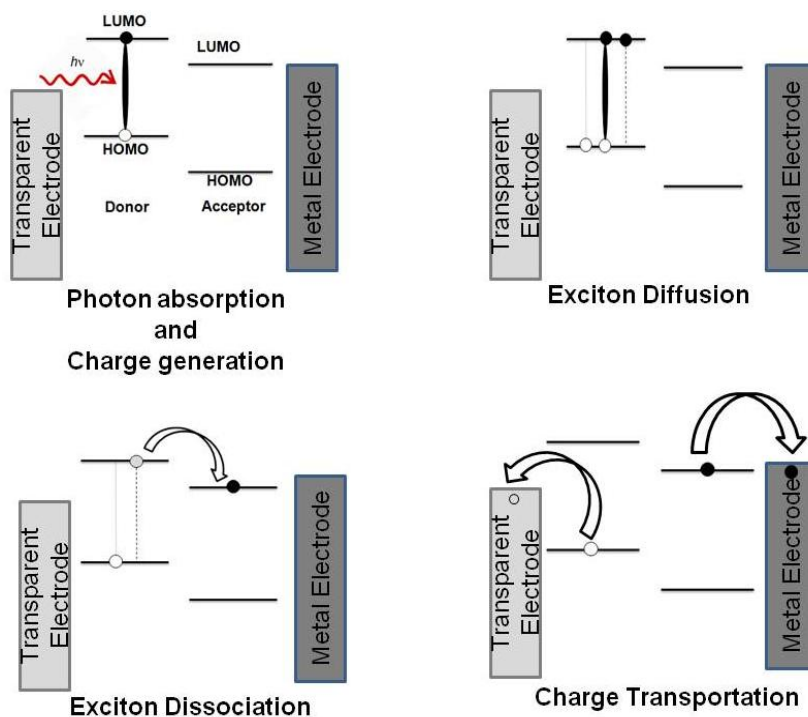 LUMO
LUMO
hν
HOMO
HOMO
Donor
Acceptor
Transparent
Electrode
Metal Electrode
Photon absorption
and
Charge generation
Transparent
Electrode
Metal Electrode
Exciton Diffusion
Transparent
Electrode
Metal Electrode
Exciton Dissociation
Transparent
Electrode
Metal Electrode
Charge Transportation